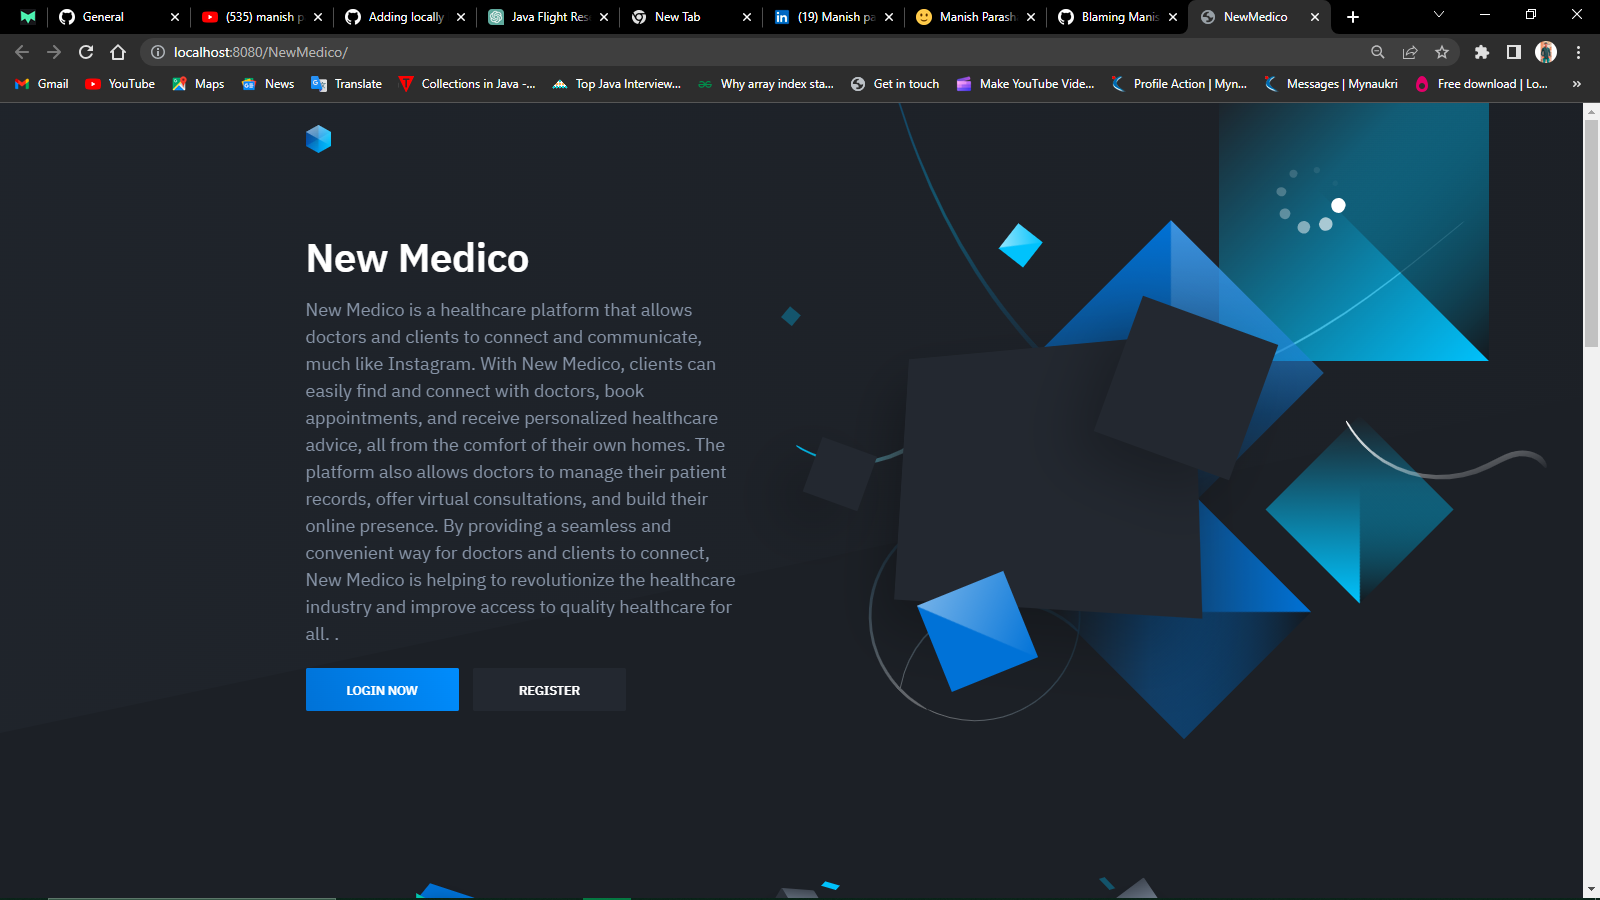 General
(535) manish p
Adding locally
Java Flight Res
New Tab
(19) Manish pa
Manish Parash
Blaming Manis
NewMedico
localhost:8080/NewMedico/
Gmail
YouTube
Maps
News
Translate
Collections in Java -...
Top Java Interview...
Why array index sta...
Get in touch
Make YouTube Vide...
Profile Action | Myn...
Messages | Mynaukri
Free download | Lo...
New Medico
New Medico is a healthcare platform that allows
doctors and clients to connect and communicate,
much like Instagram. With New Medico, clients can
easily find and connect with doctors, book
appointments, and receive personalized healthcare
advice, all from the comfort of their own homes. The
platform also allows doctors to manage their patient
records, offer virtual consultations, and build their
online presence. By providing a seamless and
convenient way for doctors and clients to connect,
New Medico is helping to revolutionize the healthcare
industry and improve access to quality healthcare for
all. .
LOGIN NOW
REGISTER